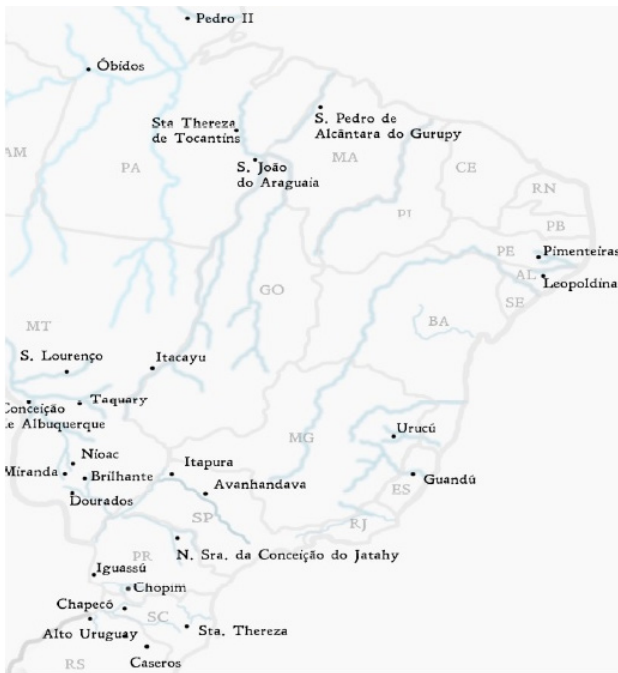 Pedro II
Óbidos
S. Pedro de
Alcântara do Gurupy
Sta Thereza
de Tocantins
MA
CE
AM
PA
S. João
do Araguaia
RN
PI
PB
PE
Pimenteiras
AL
Leopoldina
GO
SE
BA
MT
S. Lourenço
Itacayu
Conceição
de Albuquerque
Taquary
Urucú
MG
Nioac
Itapura
Miranda
Brilhante
Avanhandava
Guandú
ES
Dourados
SP
RJ
N. Sra. da Conceição do Jatahy
PR
Iguassú
Chopim
Chapecô
SC
Alto Uruguay
Sta. Thereza
Caseros
RS